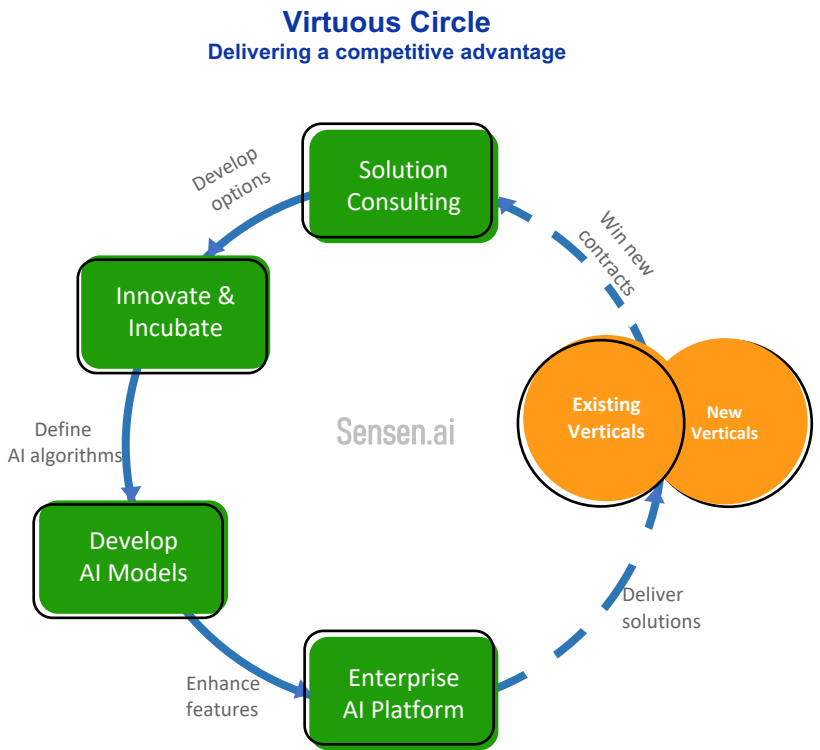 Virtuous Circle
Delivering a competitive advantage
Solution
Consulting
Develop
options
Win new
contracts
Innovate &
Incubate
Existing
Verticals
New
Verticals
Define
AI algorithms
Sensen.ai
Develop
AI Models
Deliver
solutions
Enhance
features
Enterprise
AI Platform